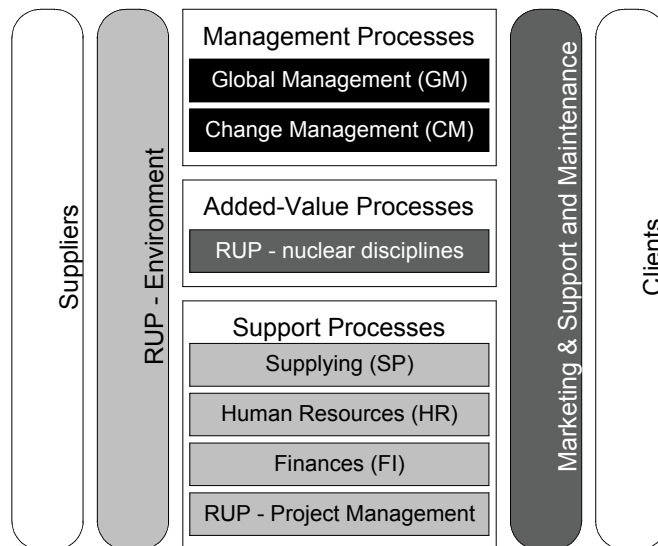 Suppliers
RUP - Environment
Management Processes
Global Management (GM)
Change Management (CM)
Added-Value Processes
RUP - nuclear disciplines
Support Processes
Supplying (SP)
Human Resources (HR)
Finances (FI)
RUP - Project Management
Marketing & Support and Maintenance
Clients